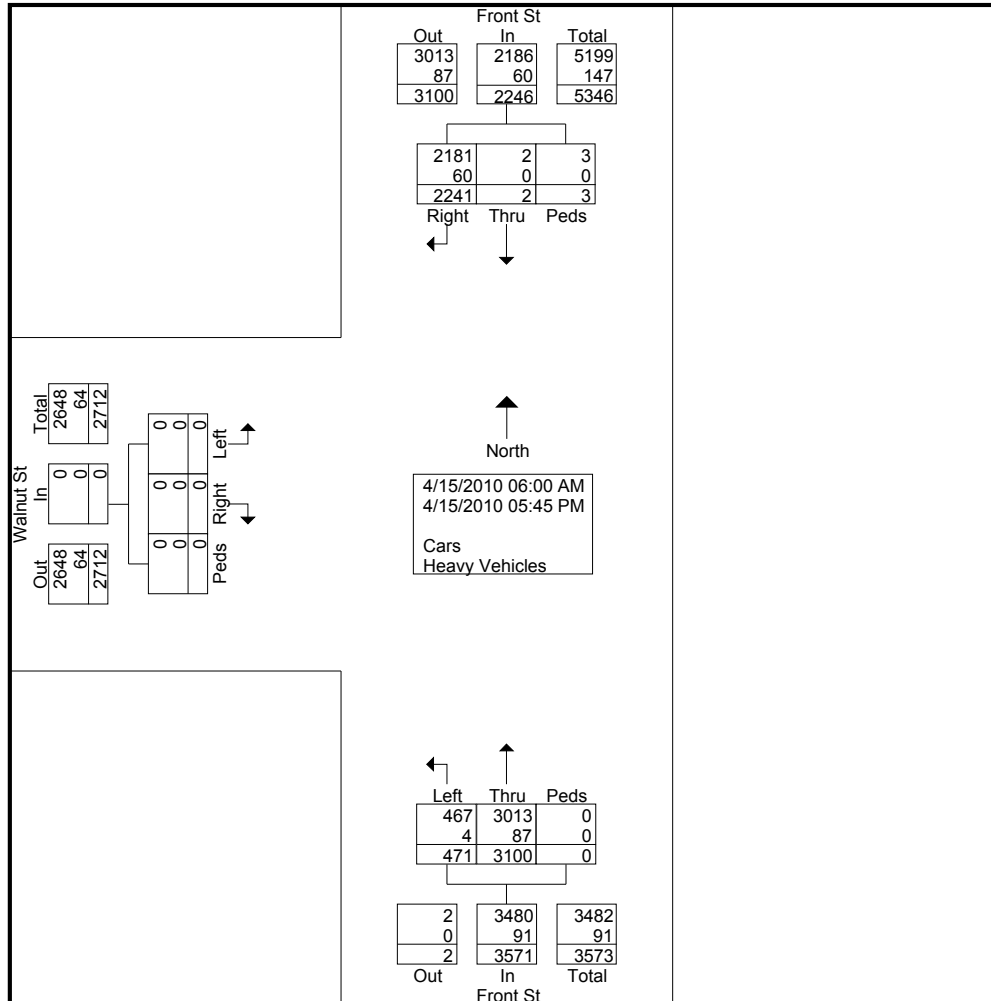 Front St
Out In Total
3013 2186 5199
87 60 147
3100 2246 5346
2181 2 3
60 0 0
2241 2 3
Right Thru Peds
Walnut St
Total
2648
64
2712
In
0
0
0
Out
2648
64
2712
Left
0
0
0
Right
0
0
0
Peds
0
0
0
North
4/15/2010 06:00 AM
4/15/2010 05:45 PM
Cars
Heavy Vehicles
Left Thru Peds
467 3013 0
4 87 0
471 3100 0
2 3480 3482
0 91 91
2 3571 3573
Out In Total
Front St